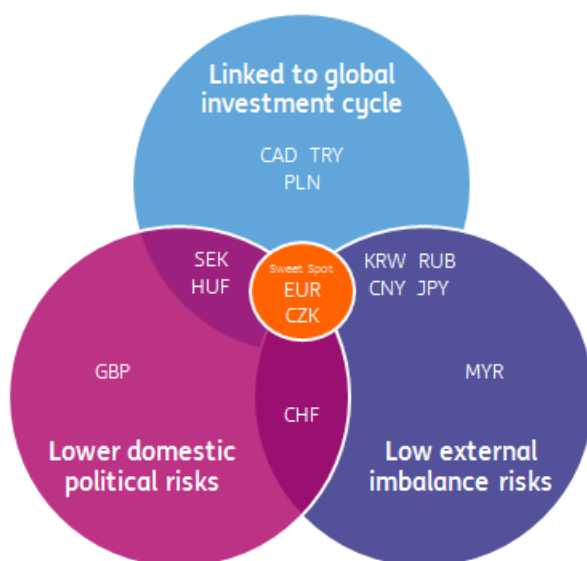 Linked to global
investment cycle
CAD TRY
PLN
SEK
HUF
Sweet Spot
EUR
CZK
KRW RUB
CNY JPY
GBP
MYR
CHF
Lower domestic
political risks
Low external
imbalance risks